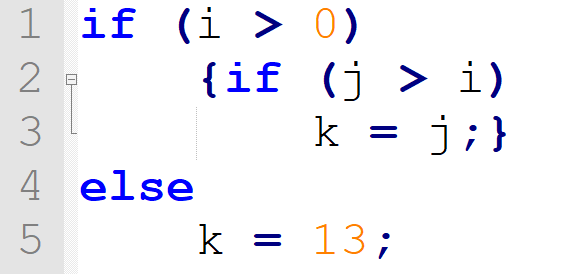 1 if (i > 0)
2     {if (j > i)
3         k = j;}
4 else
5     k = 13;